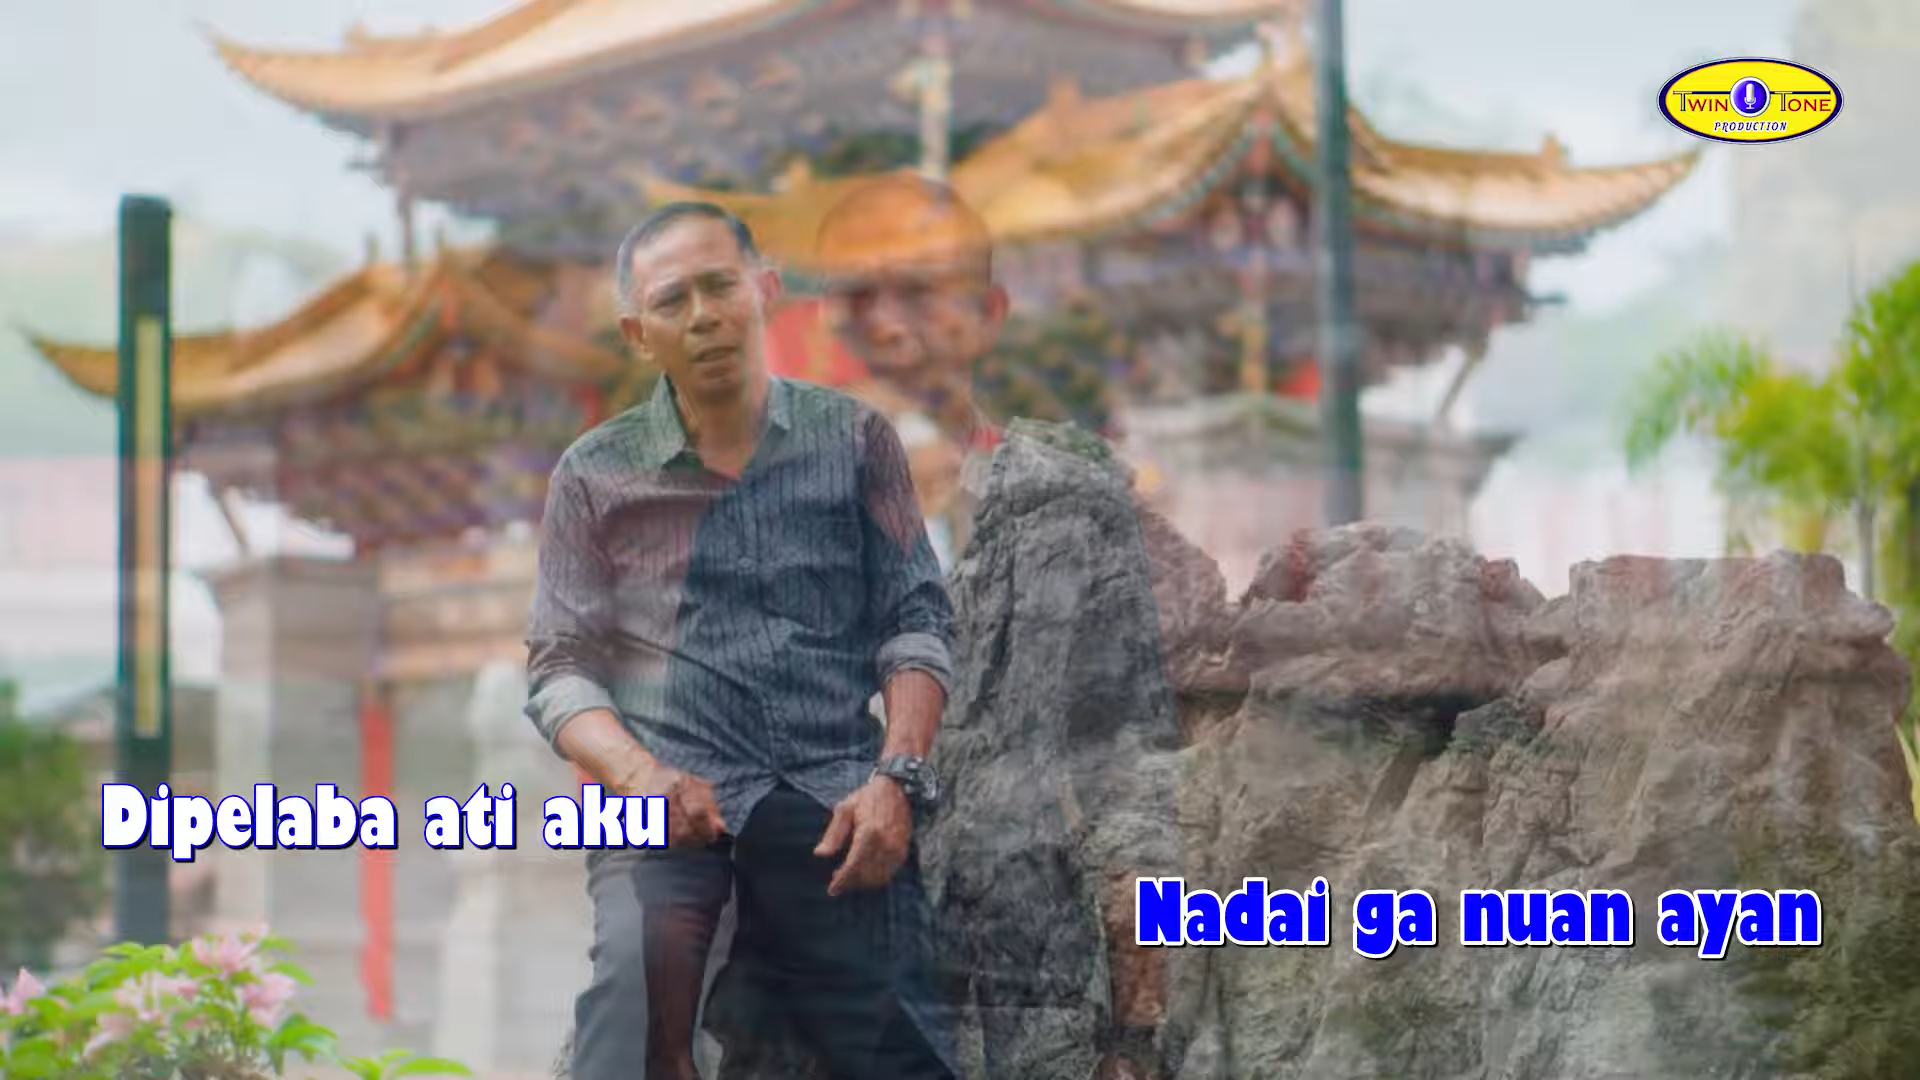 TWIN TONE
PRODUCTION
Dipelaba ati aku
Nadai ga nuan ayan